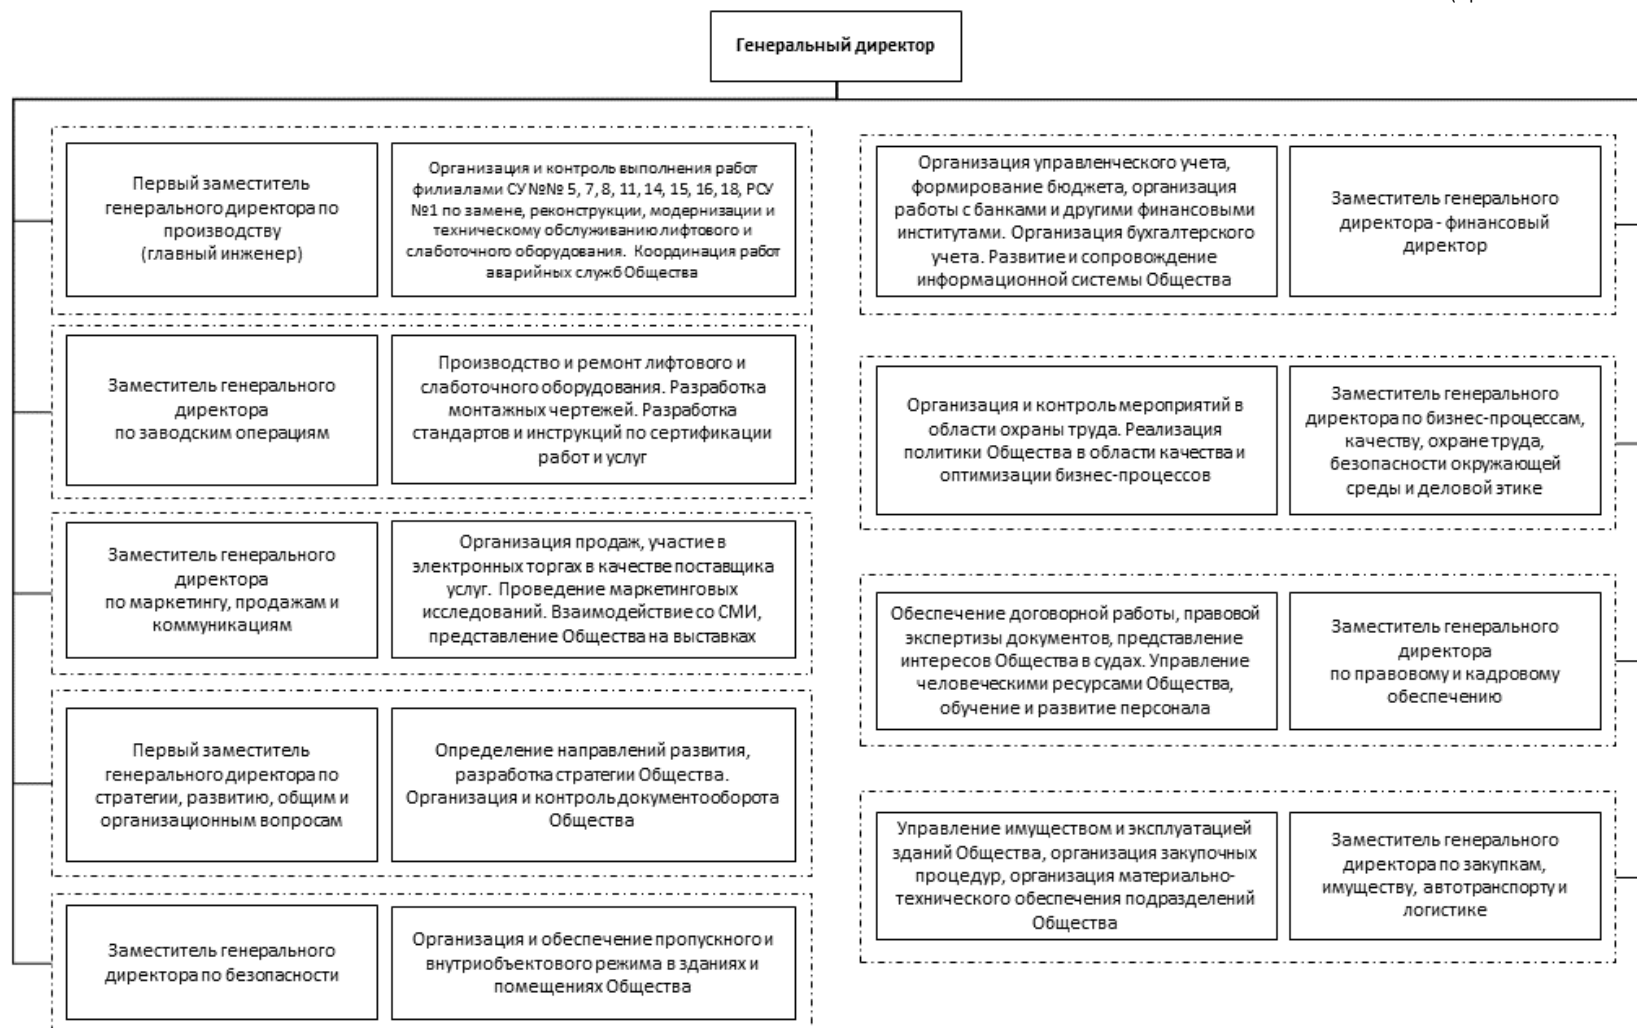 Генеральный директор
Первый заместитель
генерального директора по
производству
(главный инженер)
Организация и контроль выполнения работ
филиалами СУ№№ 5, 7, 8, 11, 14, 15, 16, 18, РСУ
№1 по замене, реконструкции, модернизации и
техническому обслуживанию лифтового и
слаботочного оборудования. Координация работ
аварийных служб Общества
Организация управленческого учета,
формирование бюджета, организация
работы с банками и другими финансовыми
институтами. Организация бухгалтерского
учета. Развитие и сопровождение
информационной системы Общества
Заместитель генерального
директора - финансовый
директор
Заместитель генерального
директора
по заводским операциям
Производство и ремонт лифтового и
слаботочного оборудования. Разработка
монтажных чертежей. Разработка
стандартов и инструкций по сертификации
работ и услуг
Организация и контроль мероприятий в
области охраны труда. Реализация
политики Общества в области качества и
оптимизации бизнес-процессов
Заместитель генерального
директора по бизнес-процессам,
качеству, охране труда,
безопасности окружающей
среды и деловой этике
Заместитель генерального
директора
по маркетингу, продажам и
коммуникациям
Организация продаж, участие в
электронных торгах в качестве поставщика
услуг. Проведение маркетинговых
исследований. Взаимодействие со СМИ,
представление Общества на выставках
Обеспечение договорной работы, правовой
экспертизы документов, представление
интересов Общества в судах. Управление
человеческими ресурсами Общества,
обучение и развитие персонала
Заместитель генерального
директора
по правовому и кадровому
обеспечению
Первый заместитель
генерального директора по
стратегии, развитию, общим и
организационным вопросам
Определение направлений развития,
разработка стратегии Общества.
Организация и контроль документооборота
Общества
Управление имуществом и эксплуатацией
зданий Общества, организация закупочных
процедур, организация материально-
технического обеспечения подразделений
Общества
Заместитель генерального
директора по закупкам,
имуществу, автотранспорту и
логистике
Заместитель генерального
директора по безопасности
Организация и обеспечение пропускного и
внутриобъектового режима в зданиях и
помещениях Общества